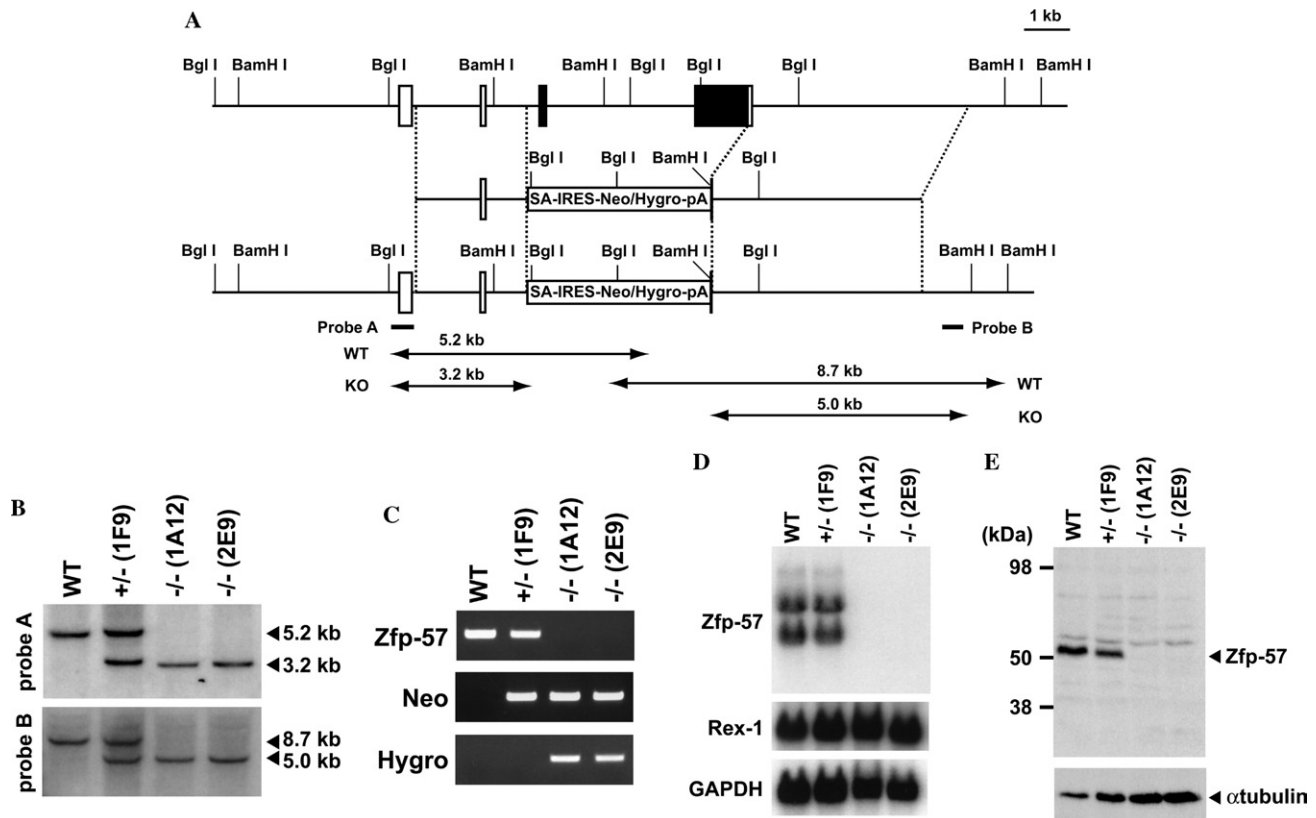 A
1 kb
Bgl I BamH I Bgl I BamH I BamH I Bgl I Bgl I Bgl I BamH I BamH I
Bgl I Bgl I BamH I Bgl I
SA-IRES-Neo/Hygro-pA
Bgl I BamH I Bgl I BamH I Bgl I Bgl I BamH I Bgl I BamH I BamH I
SA-IRES-Neo/Hygro-pA
Probe A Probe B
WT 5.2 kb
KO 3.2 kb 8.7 kb WT
5.0 kb KO
B
WT +/- (1F9) -/- (1A12) -/- (2E9)
probe A
5.2 kb
3.2 kb
probe B
8.7 kb
5.0 kb
C
WT +/- (1F9) -/- (1A12) -/- (2E9)
Zfp-57
Neo
Hygro
D
WT +/- (1F9) -/- (1A12) -/- (2E9)
Zfp-57
Rex-1
GAPDH
E
(kDa) WT +/- (1F9) -/- (1A12) -/- (2E9)
98
50 Zfp-57
38
αtubulin